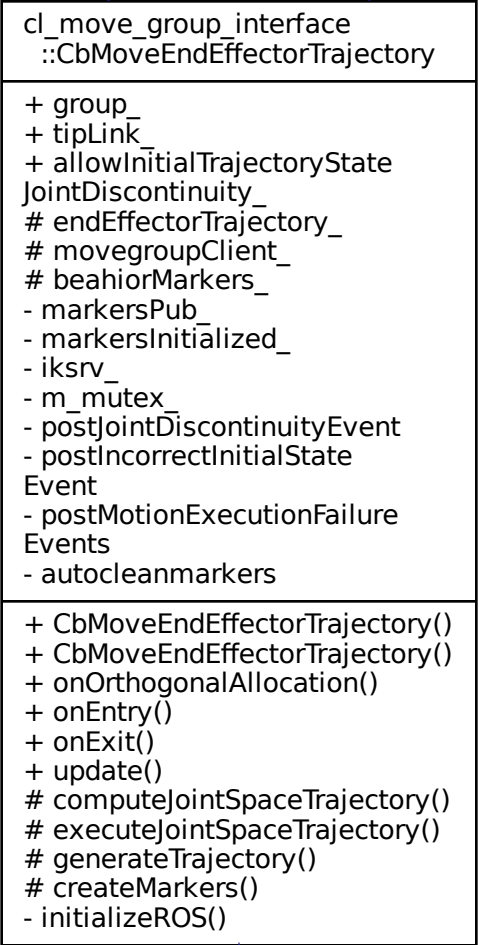 cl_move_group_interface
::CbMoveEndEffectorTrajectory
+ group_
+ tipLink_
+ allowInitialTrajectoryState
JointDiscontinuity_
# endEffectorTrajectory_
# movegroupClient_
# beahiorMarkers_
- markersPub_
- markersInitialized_
- iksrv_
- m_mutex_
- postJointDiscontinuityEvent
- postIncorrectInitialState
Event
- postMotionExecutionFailure
Events
- autocleanmarkers
+ CbMoveEndEffectorTrajectory()
+ CbMoveEndEffectorTrajectory()
+ onOrthogonalAllocation()
+ onEntry()
+ onExit()
+ update()
# computeJointSpaceTrajectory()
# executeJointSpaceTrajectory()
# generateTrajectory()
# createMarkers()
- initializeROS()